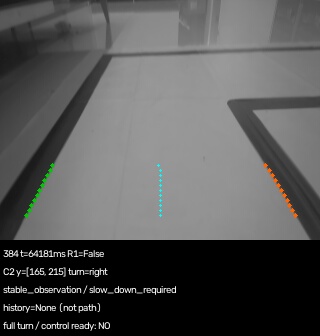 384 t=64181ms R1=False
C2 y=[165, 215] turn=right
stable_observation / slow_down_required
history=None (not path)
full turn / control ready: NO